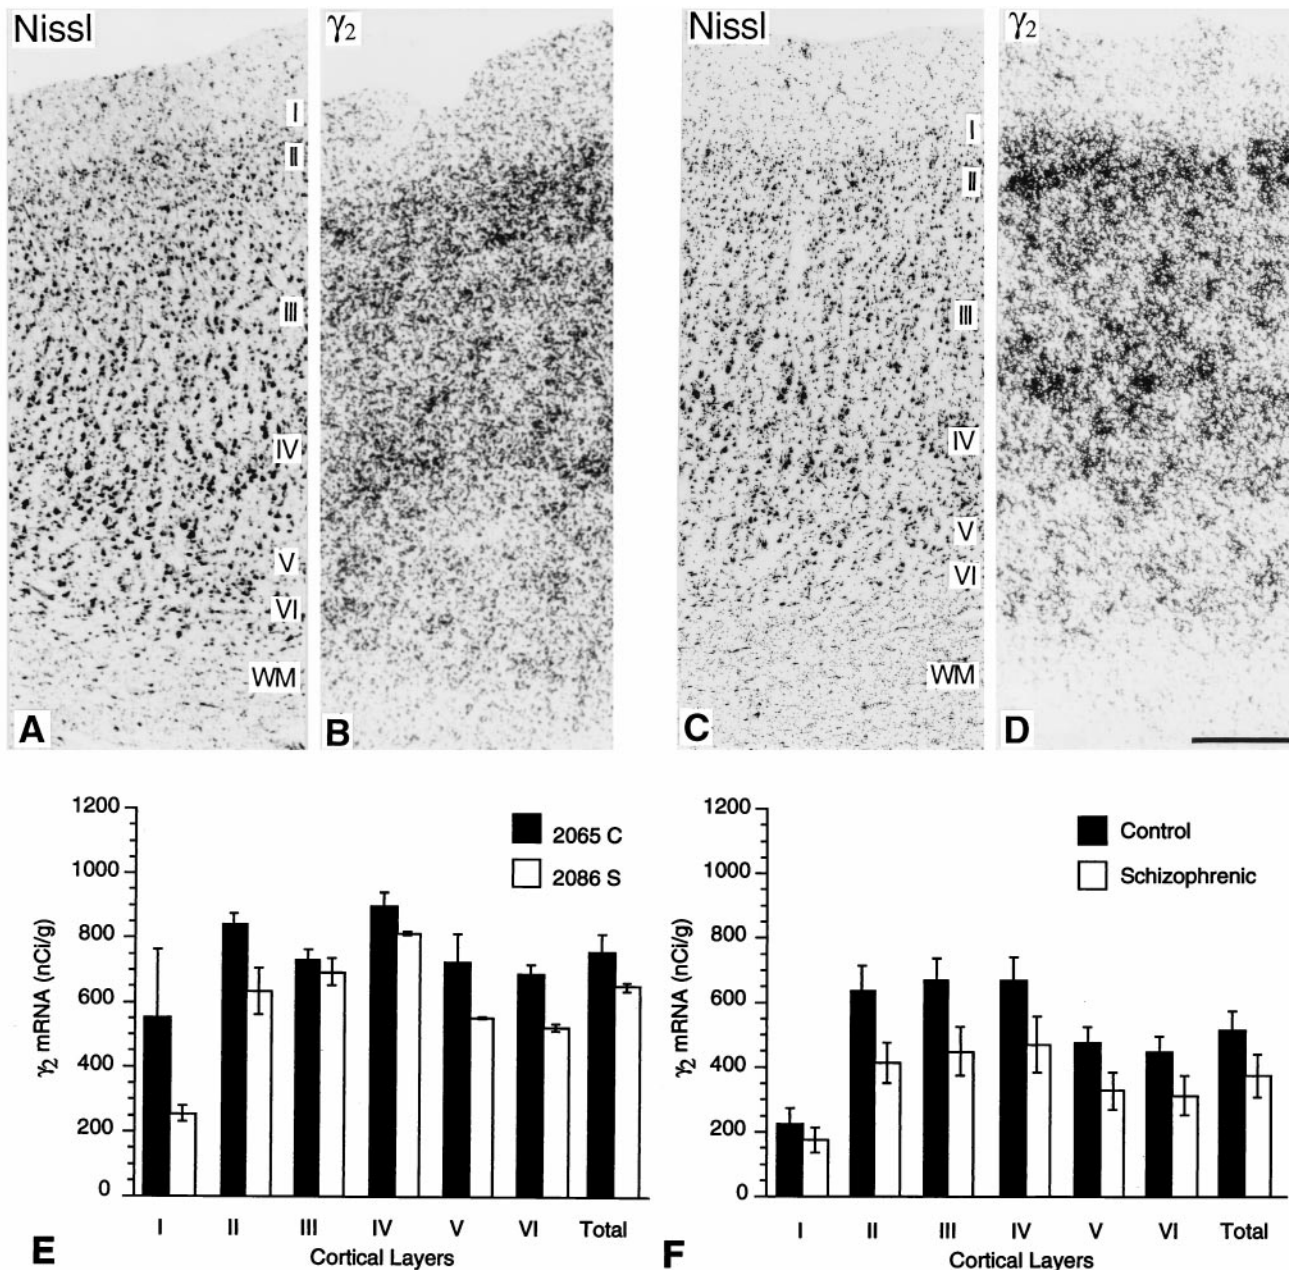 Nissl
γ2
Nissl
γ2
I
II
III
IV
V
VI
WM
I
II
III
IV
V
VI
WM
A
B
C
D
1200
1000
800
600
400
200
0
γ2 mRNA (nCi/g)
2065 C
2086 S
I II III IV V VI Total
Cortical Layers
E
1200
1000
800
600
400
200
0
γ2 mRNA (nCi/g)
Control
Schizophrenic
I II III IV V VI Total
Cortical Layers
F